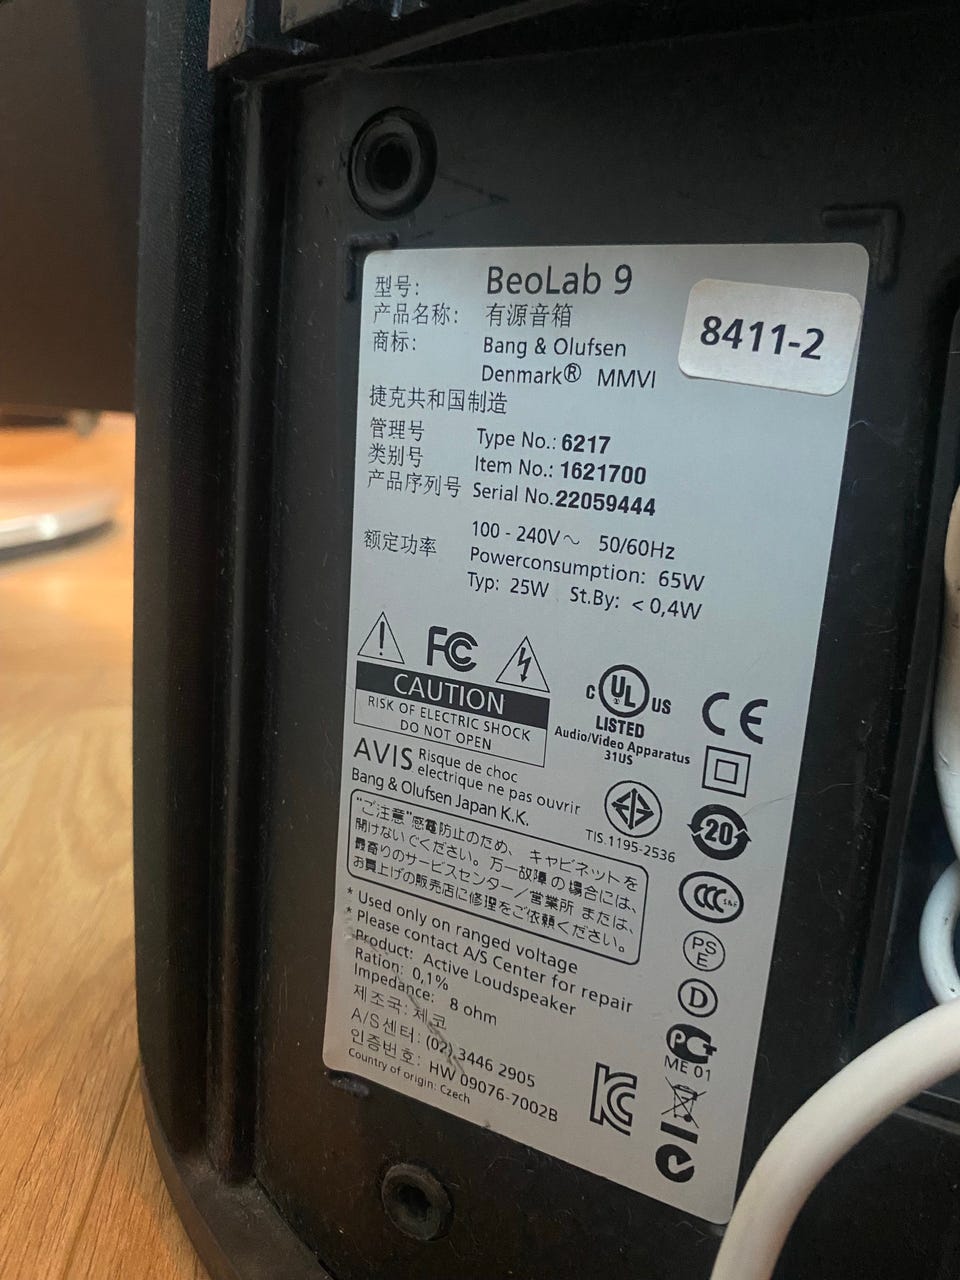 型号: BeoLab 9
产品名称: 有源音箱
商标: Bang & Olufsen
Denmark® MMVI
8411-2
捷克共和国制造
管理号 Type No.: 6217
类别号 Item No.: 1621700
产品序列号 Serial No.22059444
额定功率 100 - 240V～ 50/60Hz
Powerconsumption: 65W
Typ: 25W St.By: < 0,4W
FC
CAUTION
RISK OF ELECTRIC SHOCK
DO NOT OPEN
AVIS Risque de choc
electrique ne pas ouvrir
Bang & Olufsen Japan K.K.
C UL US
LISTED
Audio/Video Apparatus
31US
CE
TIS.1195-2536
20
CCC S&E
PSE
D
PCT
ME 01
"ご注意"感電防止のため、キャビネットを
開けないでください。万一故障の場合には、
最寄りのサービスセンター／営業所 または、
お買上げの販売店に修理をご依頼ください。
* Used only on ranged voltage
* Please contact A/S Center for repair
Product: Active Loudspeaker
Ration: 0,1%
Impedance: 8 ohm
제조국: 체코
A/S센터: (02) 3446 2905
인증번호: HW 09076-7002B
Country of origin: Czech